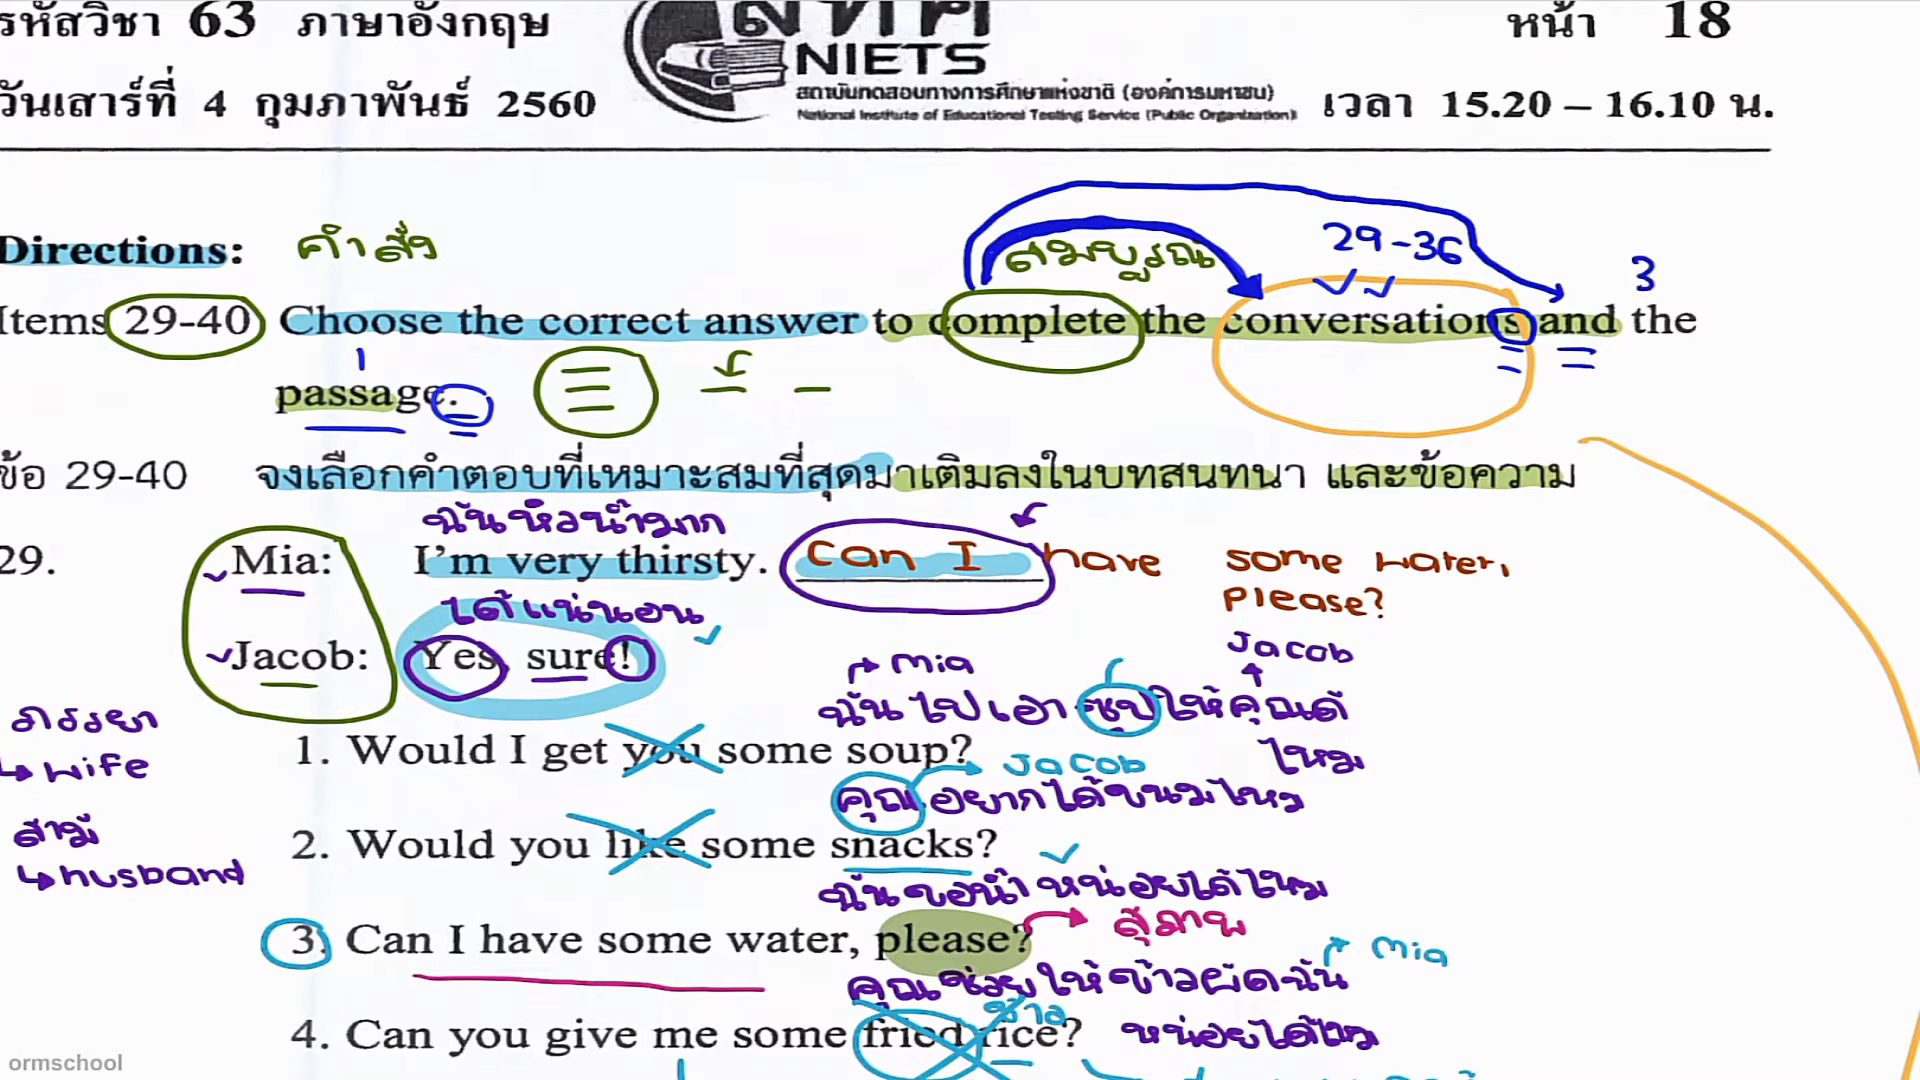 รหัสวิชา 63 ภาษาอังกฤษ
สทศ
NIETS
หน้า 18
วันเสาร์ที่ 4 กุมภาพันธ์ 2560
สถาบันทดสอบทางการศึกษาแห่งชาติ (องค์การมหาชน)
National Institute of Educational Testing Service (Public Organization)
เวลา 15.20 – 16.10 น.
Directions: คำสั่ง
สมบูรณ์
29-36
3
Items 29-40 Choose the correct answer to complete the conversations and the
1
passage.
ข้อ 29-40 จงเลือกคำตอบที่เหมาะสมที่สุดมาเติมลงในบทสนทนา และข้อความ
ฉันหิวน้ำมาก
29. Mia: I'm very thirsty. Can I have some water,
please?
ได้แน่นอน
Jacob: Yes, sure!
Jacob
Mia
ฉันไปเอาซุปให้คุณดี
ไหม
ภรรยา
wife
1. Would I get you some soup?
Jacob
คุณอยากได้ขนมไหม
สามี
husband
2. Would you like some snacks?
ฉันขอน้ำหน่อยได้ไหม
3. Can I have some water, please?
สุภาพ
Mia
คุณช่วยให้ข้าวผัดฉัน
ข้าว
4. Can you give me some fried rice? หน่อยได้ไหม
ormschool